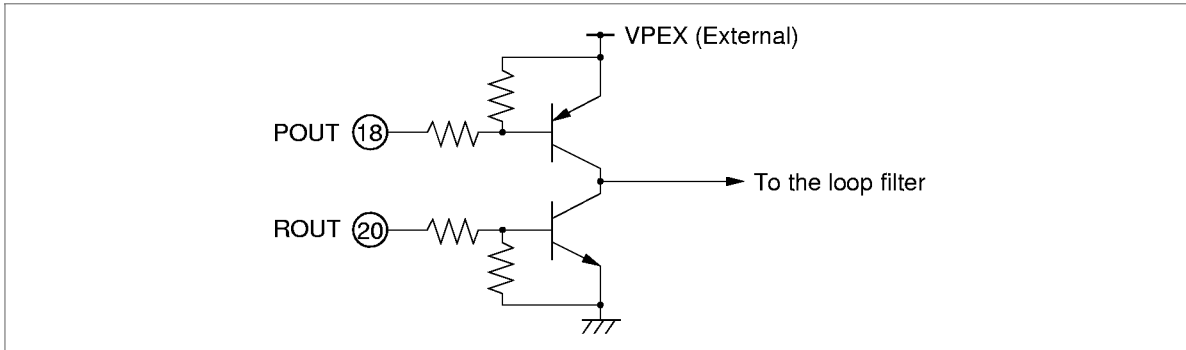 VPEX (External)
POUT 18
To the loop filter
ROUT 20